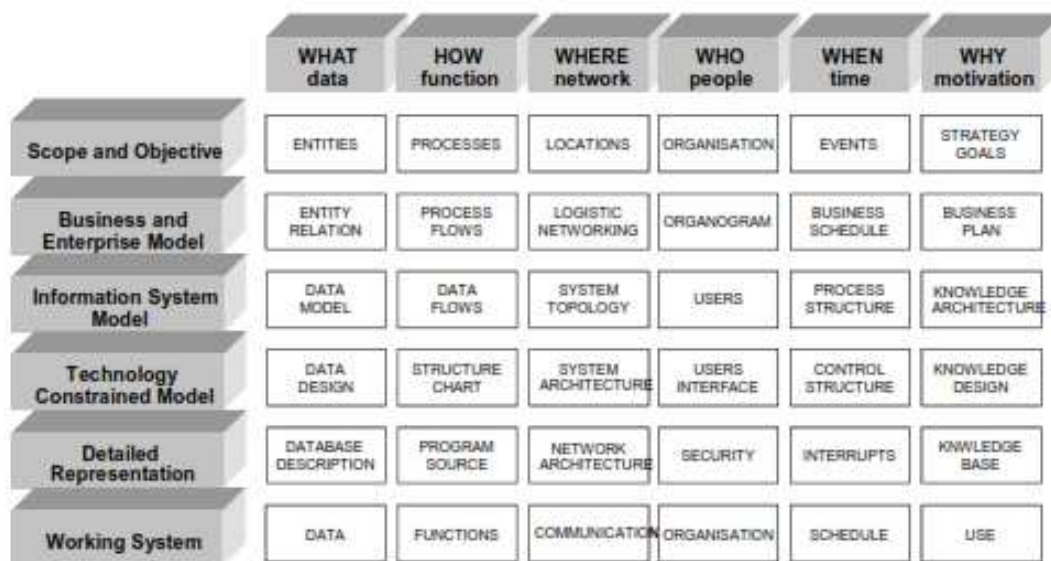 WHAT data
HOW function
WHERE network
WHO people
WHEN time
WHY motivation
Scope and Objective
ENTITIES
PROCESSES
LOCATIONS
ORGANISATION
EVENTS
STRATEGY GOALS
Business and Enterprise Model
ENTITY RELATION
PROCESS FLOWS
LOGISTIC NETWORKING
ORGANOGRAM
BUSINESS SCHEDULE
BUSINESS PLAN
Information System Model
DATA MODEL
DATA FLOWS
SYSTEM TOPOLOGY
USERS
PROCESS STRUCTURE
KNOWLEDGE ARCHITECTURE
Technology Constrained Model
DATA DESIGN
STRUCTURE CHART
SYSTEM ARCHITECTURE
USERS INTERFACE
CONTROL STRUCTURE
KNOWLEDGE DESIGN
Detailed Representation
DATABASE DESCRIPTION
PROGRAM SOURCE
NETWORK ARCHITECTURE
SECURITY
INTERRUPTS
KNWLEDGE BASE
Working System
DATA
FUNCTIONS
COMMUNICATION
ORGANISATION
SCHEDULE
USE